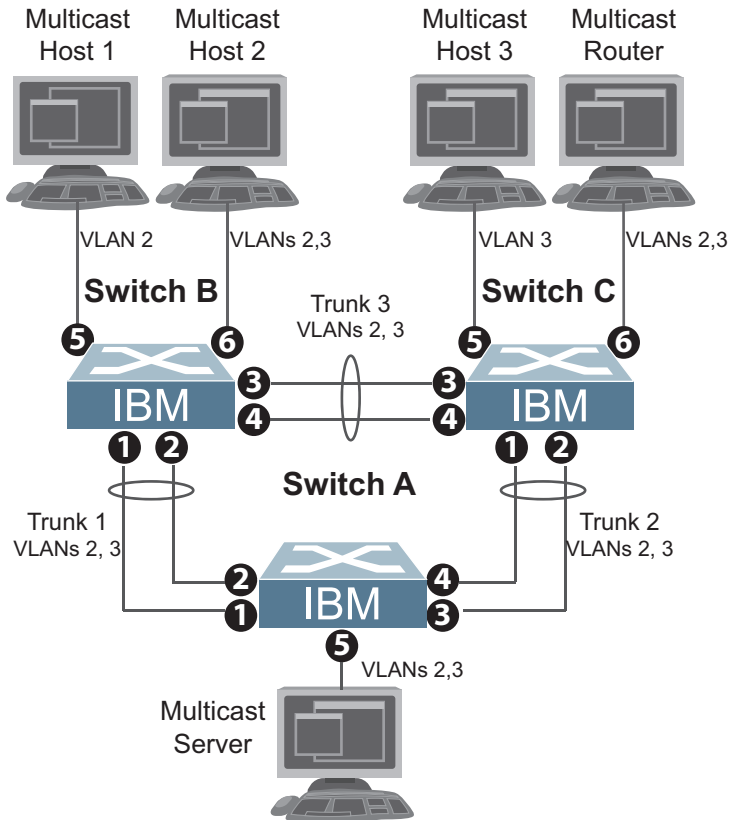 Multicast
Host 1
Multicast
Host 2
Multicast
Host 3
Multicast
Router
VLAN 2
VLANs 2,3
VLAN 3
VLANs 2,3
Switch B
Trunk 3
VLANs 2, 3
Switch C
5
6
5
6
3
3
IBM
4
4
IBM
1
2
1
2
Switch A
Trunk 1
VLANs 2, 3
Trunk 2
VLANs 2, 3
2
4
1
IBM
3
5
VLANs 2,3
Multicast
Server